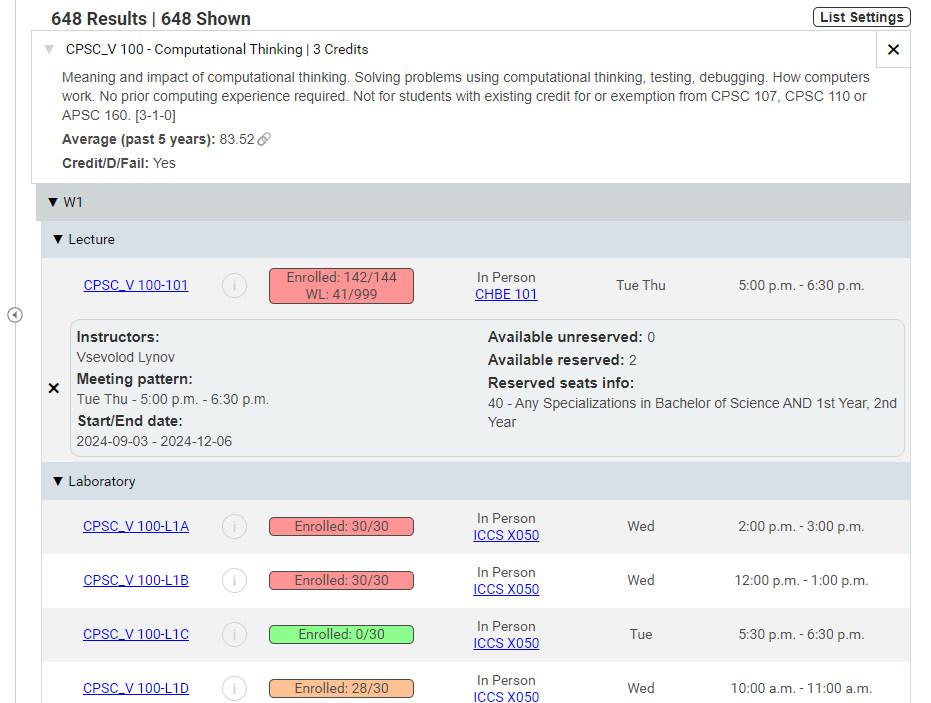 648 Results | 648 Shown
List Settings
CPSC_V 100 - Computational Thinking | 3 Credits
Meaning and impact of computational thinking. Solving problems using computational thinking, testing, debugging. How computers
work. No prior computing experience required. Not for students with existing credit for or exemption from CPSC 107, CPSC 110 or
APSC 160. [3-1-0]
Average (past 5 years): 83.52
Credit/D/Fail: Yes
W1
Lecture
CPSC_V 100-101
Enrolled: 142/144
WL: 41/999
In Person
CHBE 101
Tue Thu
5:00 p.m. - 6:30 p.m.
Instructors:
Vsevolod Lynov
Meeting pattern:
Tue Thu - 5:00 p.m. - 6:30 p.m.
Start/End date:
2024-09-03 - 2024-12-06
Available unreserved: 0
Available reserved: 2
Reserved seats info:
40 - Any Specializations in Bachelor of Science AND 1st Year, 2nd
Year
Laboratory
CPSC_V 100-L1A
Enrolled: 30/30
In Person
ICCS X050
Wed
2:00 p.m. - 3:00 p.m.
CPSC_V 100-L1B
Enrolled: 30/30
In Person
ICCS X050
Wed
12:00 p.m. - 1:00 p.m.
CPSC_V 100-L1C
Enrolled: 0/30
In Person
ICCS X050
Tue
5:30 p.m. - 6:30 p.m.
CPSC_V 100-L1D
Enrolled: 28/30
In Person
ICCS X050
Wed
10:00 a.m. - 11:00 a.m.